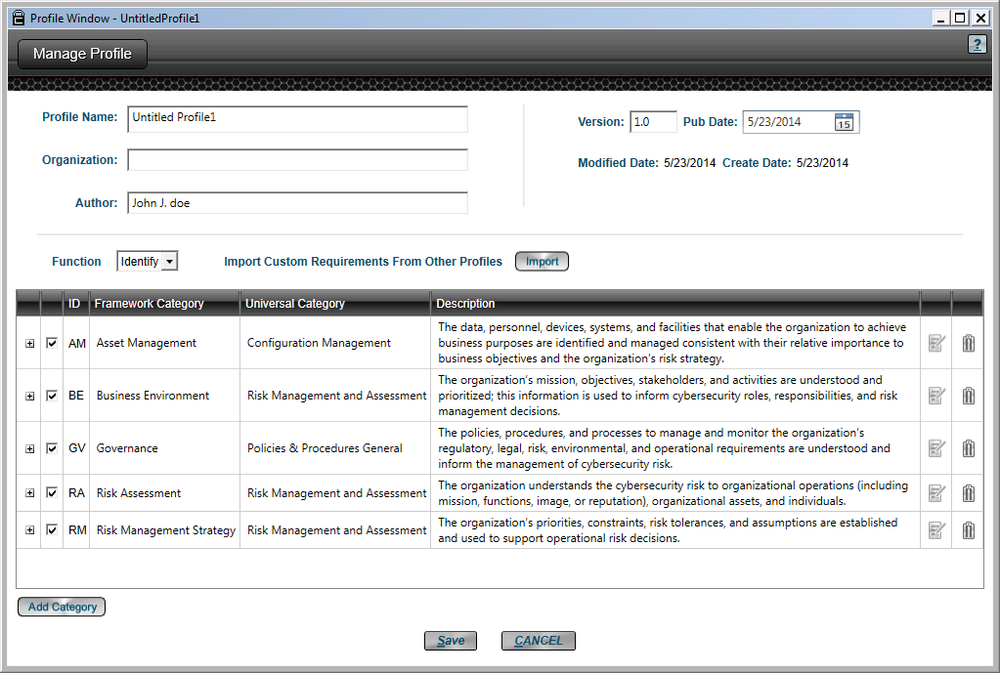 Profile Window - UntitledProfile1
?
Manage Profile
Profile Name: Untitled Profile1
Version: 1.0 Pub Date: 5/23/2014 15
Organization:
Modified Date: 5/23/2014 Create Date: 5/23/2014
Author: John J. doe
Function Identify Import Custom Requirements From Other Profiles Import
ID Framework Category Universal Category Description
AM Asset Management Configuration Management
The data, personnel, devices, systems, and facilities that enable the organization to achieve
business purposes are identified and managed consistent with their relative importance to
business objectives and the organization's risk strategy.
BE Business Environment Risk Management and Assessment
The organization's mission, objectives, stakeholders, and activities are understood and
prioritized; this information is used to inform cybersecurity roles, responsibilities, and risk
management decisions.
GV Governance Policies & Procedures General
The policies, procedures, and processes to manage and monitor the organization's
regulatory, legal, risk, environmental, and operational requirements are understood and
inform the management of cybersecurity risk.
RA Risk Assessment Risk Management and Assessment
The organization understands the cybersecurity risk to organizational operations (including
mission, functions, image, or reputation), organizational assets, and individuals.
RM Risk Management Strategy Risk Management and Assessment
The organization's priorities, constraints, risk tolerances, and assumptions are established
and used to support operational risk decisions.
Add Category
Save CANCEL